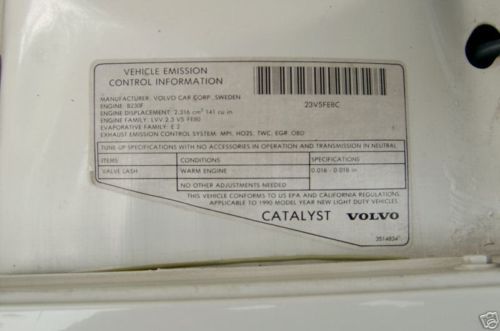 VEHICLE EMISSION
CONTROL INFORMATION
23V5FEBC
MANUFACTURER: VOLVO CAR CORP. SWEDEN
ENGINE: B230F
ENGINE DISPLACEMENT: 2.316 cm³ 141 cu in
ENGINE FAMILY: LVV 2.3 V5 FE80
EVAPORATIVE FAMILY: E 2
EXHAUST EMISSION CONTROL SYSTEM: MPI, HO2S, TWC, EGR, OBD
TUNE-UP SPECIFICATIONS WITH NO ACCESSORIES IN OPERATION AND TRANSMISSION IN NEUTRAL
ITEMS CONDITIONS SPECIFICATIONS
VALVE LASH WARM ENGINE 0.016 - 0.016 in
NO OTHER ADJUSTMENTS NEEDED
THIS VEHICLE CONFORMS TO US EPA AND CALIFORNIA REGULATIONS
APPLICABLE TO 1990 MODEL YEAR NEW LIGHT DUTY VEHICLES.
CATALYST VOLVO
3514834